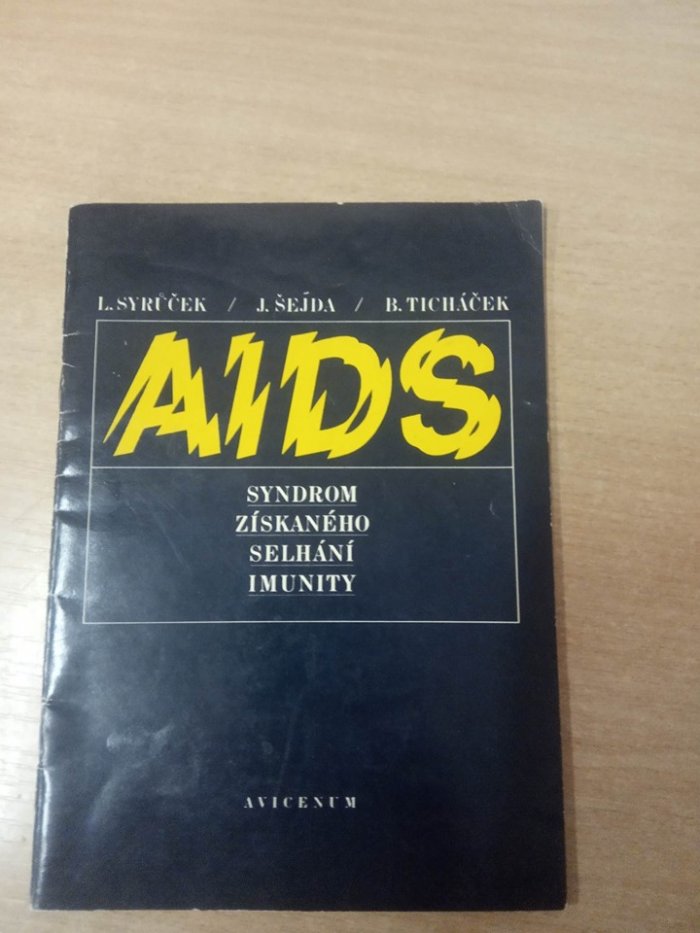 L. SYRŮČEK / J. ŠEJDA / B. TICHÁČEK
AIDS
SYNDROM
ZÍSKANÉHO
SELHÁNÍ
IMUNITY
AVICENUM